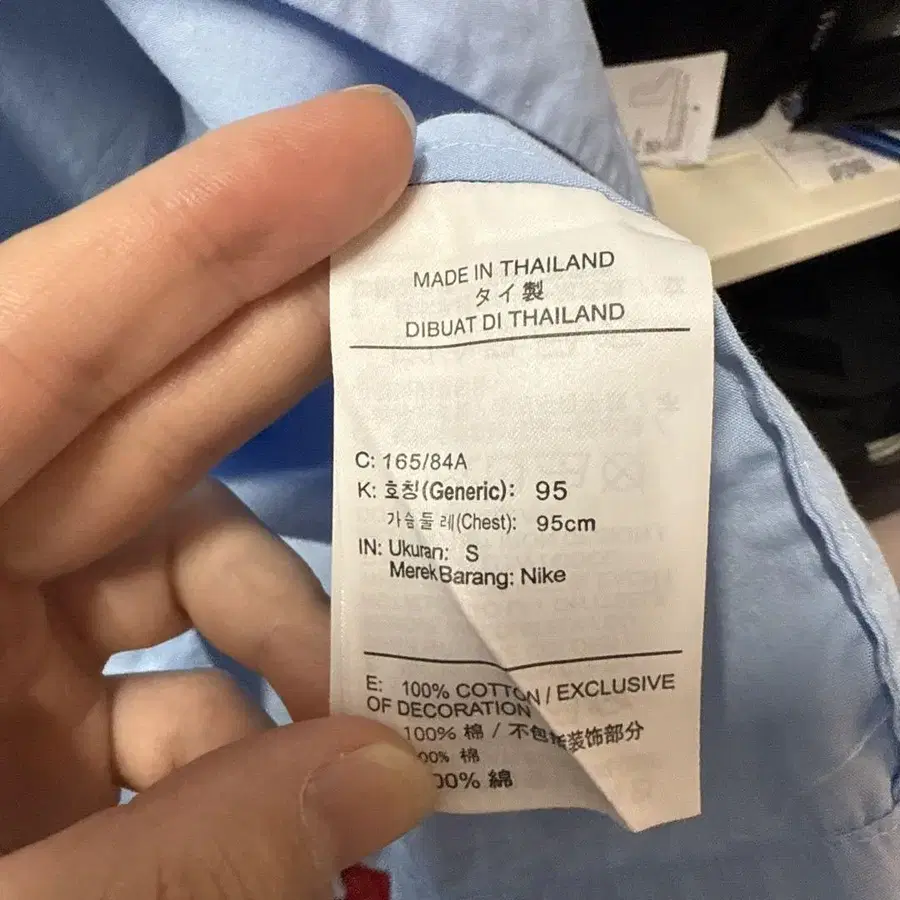 MADE IN THAILAND
タイ製
DIBUAT DI THAILAND
C: 165/84A
K: 호칭(Generic): 95
가슴둘레(Chest): 95cm
IN: Ukuran: S
Merek Barang: Nike
E: 100% COTTON / EXCLUSIVE
OF DECORATION
100% 棉 / 不包括装饰部分
00% 棉
00% 綿